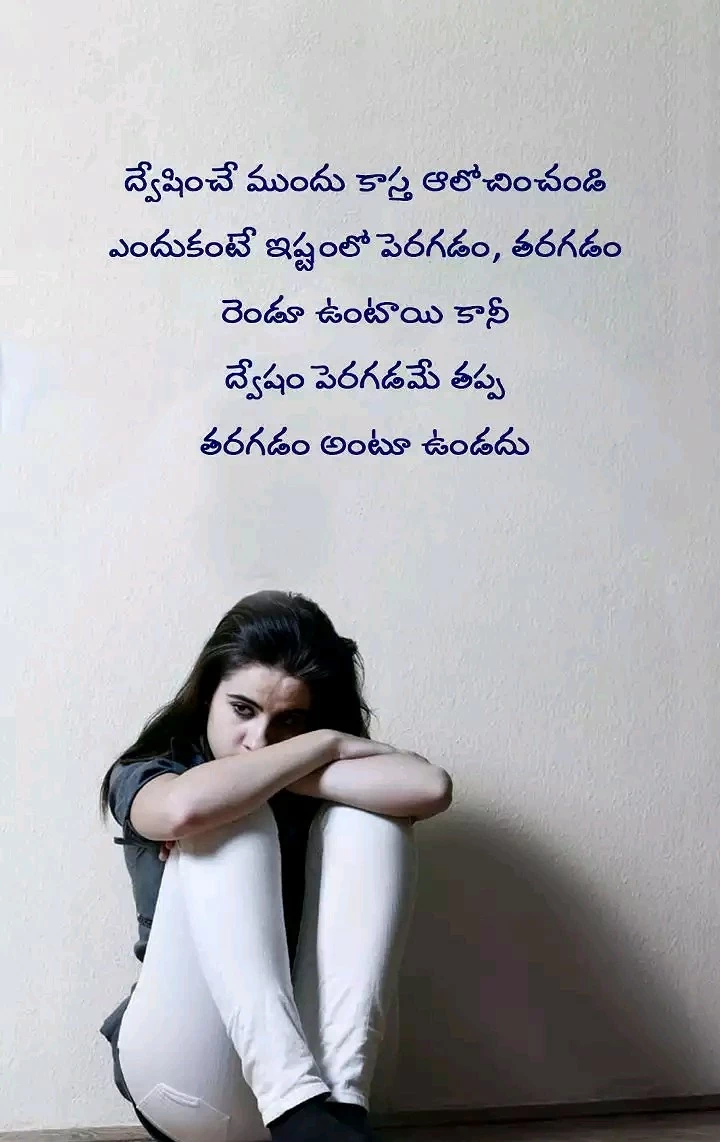 ద్వేషించే ముందు కాస్త ఆలోచించండి
ఎందుకంటే ఇష్టంలో పెరగడం, తరగడం
రెండూ ఉంటాయి కానీ
ద్వేషం పెరగడమే తప్ప
తరగడం అంటూ ఉండదు